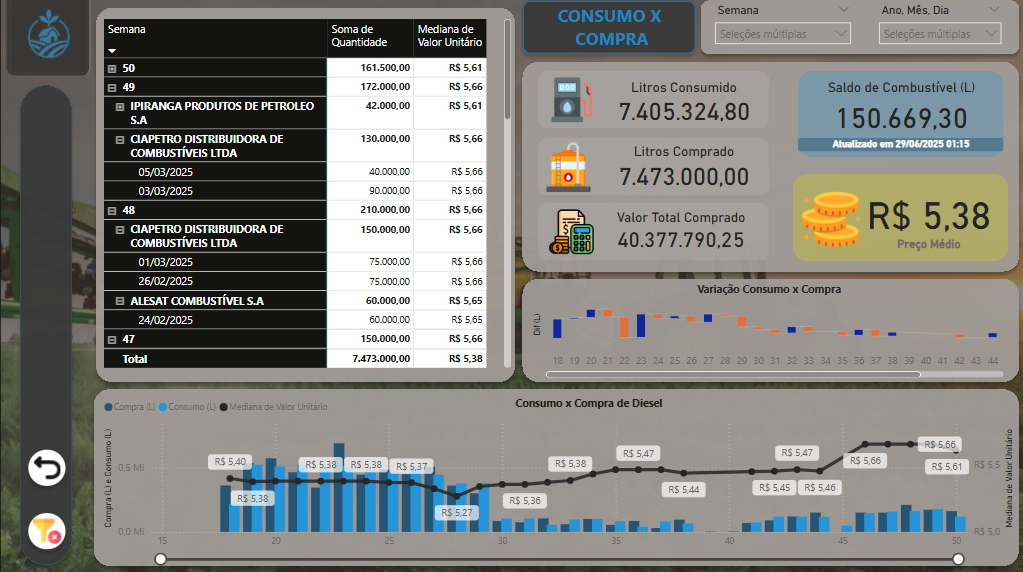 Semana
Soma de Quantidade
Mediana de Valor Unitário
50 161.500,00 R$ 5,61
49 172.000,00 R$ 5,66
IPIRANGA PRODUTOS DE PETROLEO S.A 42.000,00 R$ 5,61
CIAPETRO DISTRIBUIDORA DE COMBUSTÍVEIS LTDA 130.000,00 R$ 5,66
05/03/2025 40.000,00 R$ 5,66
03/03/2025 90.000,00 R$ 5,66
48 210.000,00 R$ 5,66
CIAPETRO DISTRIBUIDORA DE COMBUSTÍVEIS LTDA 150.000,00 R$ 5,66
01/03/2025 75.000,00 R$ 5,66
26/02/2025 75.000,00 R$ 5,66
ALESAT COMBUSTÍVEL S.A 60.000,00 R$ 5,65
24/02/2025 60.000,00 R$ 5,65
47 150.000,00 R$ 5,66
Total 7.473.000,00 R$ 5,38
CONSUMO X
COMPRA
Semana
Seleções múltiplas
Ano, Mês, Dia
Seleções múltiplas
Litros Consumido
7.405.324,80
Litros Comprado
7.473.000,00
Valor Total Comprado
40.377.790,25
Saldo de Combustível (L)
150.669,30
Atualizado em 29/06/2025 01:15
R$ 5,38
Preço Médio
Variação Consumo x Compra
Dif (L)
18 19 20 21 22 23 24 25 26 27 28 29 30 31 32 33 34 35 36 37 38 39 40 41 42 43 44
Consumo x Compra de Diesel
Compra (L) Consumo (L) Mediana de Valor Unitário
Compra (L) e Consumo (L)
0,5 Mi
0,0 Mi
R$ 5,40
R$ 5,38
R$ 5,38
R$ 5,38
R$ 5,37
R$ 5,27
R$ 5,36
R$ 5,38
R$ 5,47
R$ 5,44
R$ 5,45
R$ 5,47
R$ 5,46
R$ 5,66
R$ 5,66
R$ 5,61
R$ 5,5
R$ 5,0
Mediana de Valor Unitário
15 20 25 30 35 40 45 50